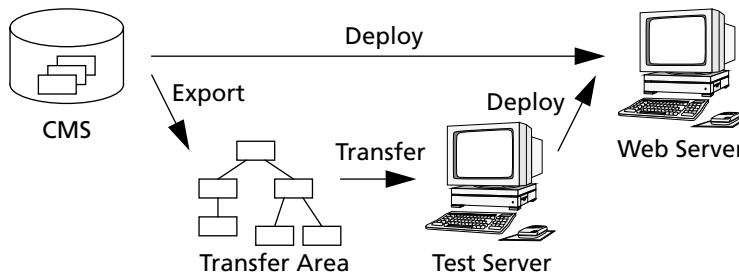 Deploy
Export
CMS
Deploy
Transfer
Web Server
Transfer Area
Test Server